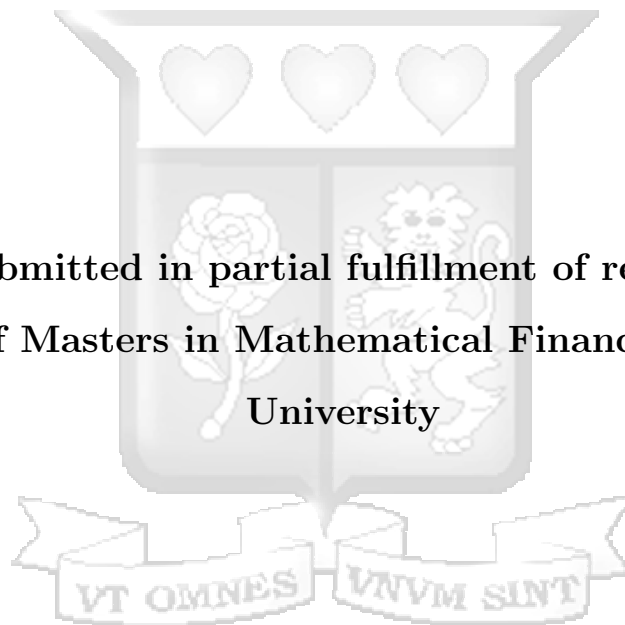 bmitted in partial fulfillment of re
f Masters in Mathematical Financ
University
VT OMNES VNVM SINT